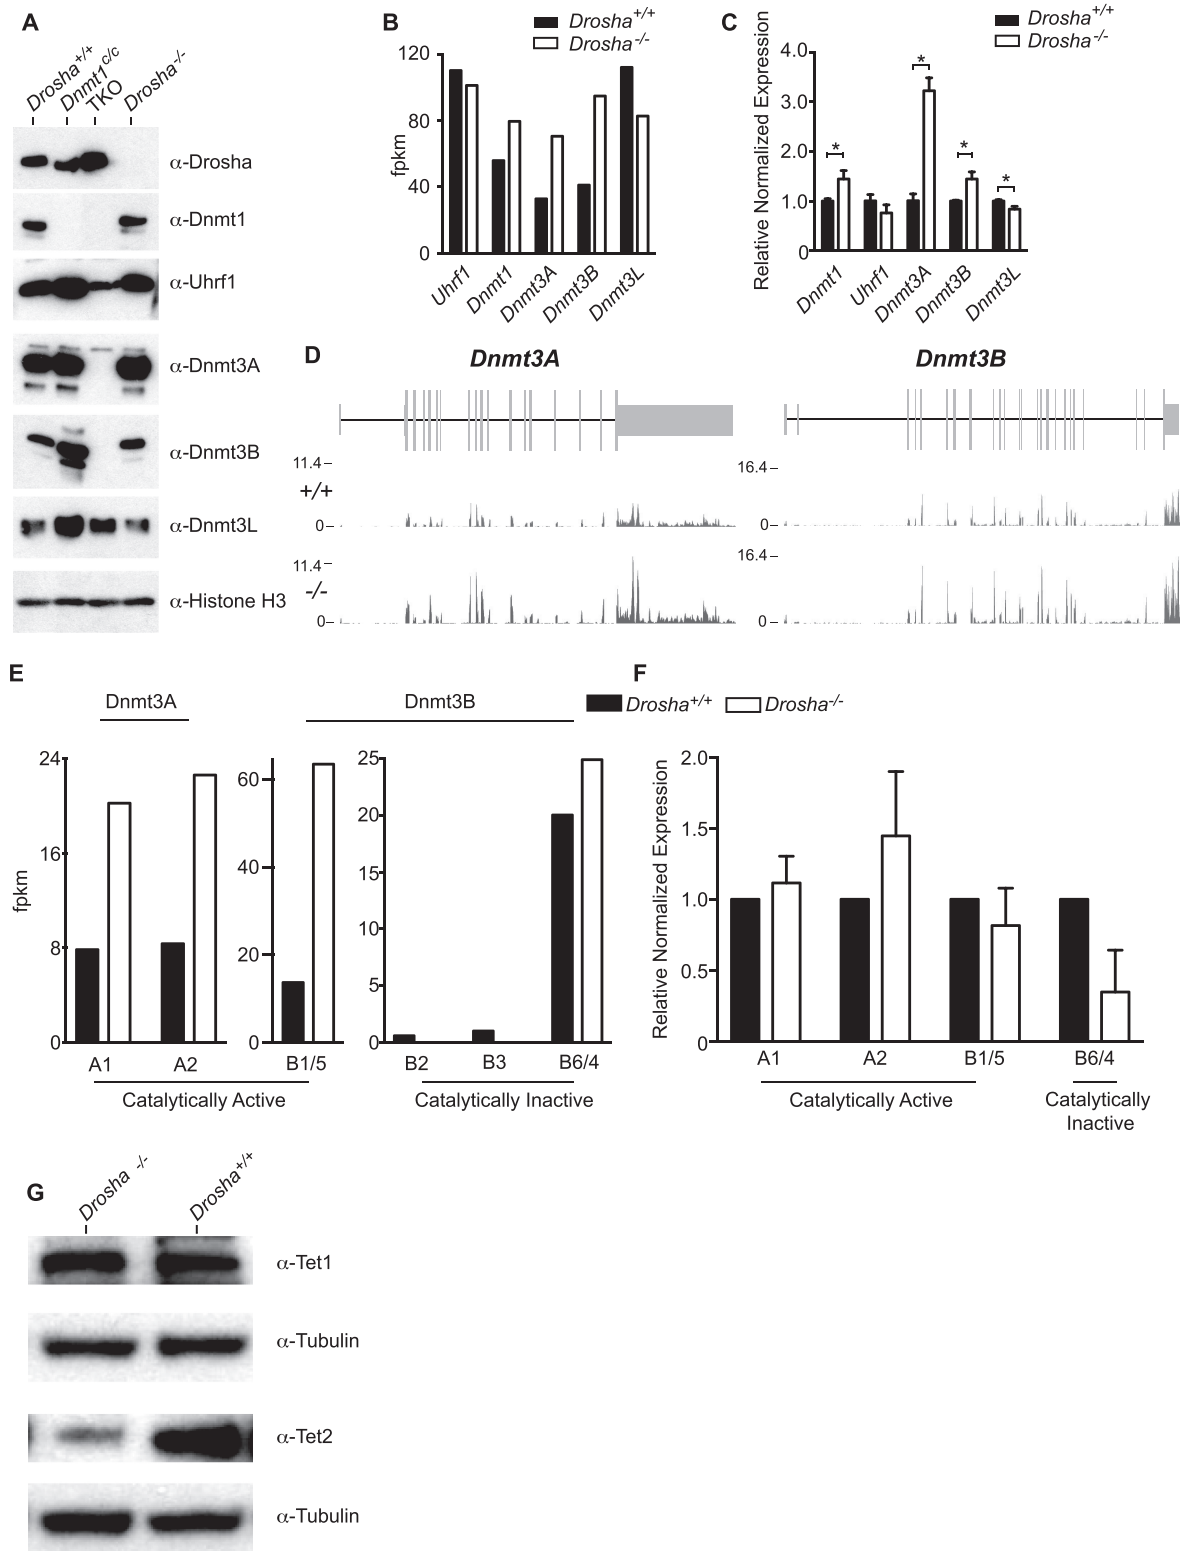 A
Drosha+/+
Dnmt1c/c
TKO
Drosha-/-
α-Drosha
α-Dnmt1
α-Uhrf1
α-Dnmt3A
α-Dnmt3B
α-Dnmt3L
α-Histone H3
B
Drosha+/+
Drosha-/-
fpkm
120
80
40
0
Uhrf1
Dnmt1
Dnmt3A
Dnmt3B
Dnmt3L
C
Drosha+/+
Drosha-/-
Relative Normalized Expression
4.0
3.0
2.0
1.0
0
*
*
*
*
Dnmt1
Uhrf1
Dnmt3A
Dnmt3B
Dnmt3L
D
Dnmt3A
Dnmt3B
11.4
+/+
0
11.4
-/-
0
16.4
0
16.4
0
E
Dnmt3A
Dnmt3B
fpkm
24
16
8
0
60
40
20
0
25
20
15
10
5
0
A1
A2
B1/5
B2
B3
B6/4
Catalytically Active
Catalytically Inactive
F
Drosha+/+
Drosha-/-
Relative Normalized Expression
2.0
1.5
1.0
0.5
0
A1
A2
B1/5
B6/4
Catalytically Active
Catalytically
Inactive
G
Drosha -/-
Drosha+/+
α-Tet1
α-Tubulin
α-Tet2
α-Tubulin